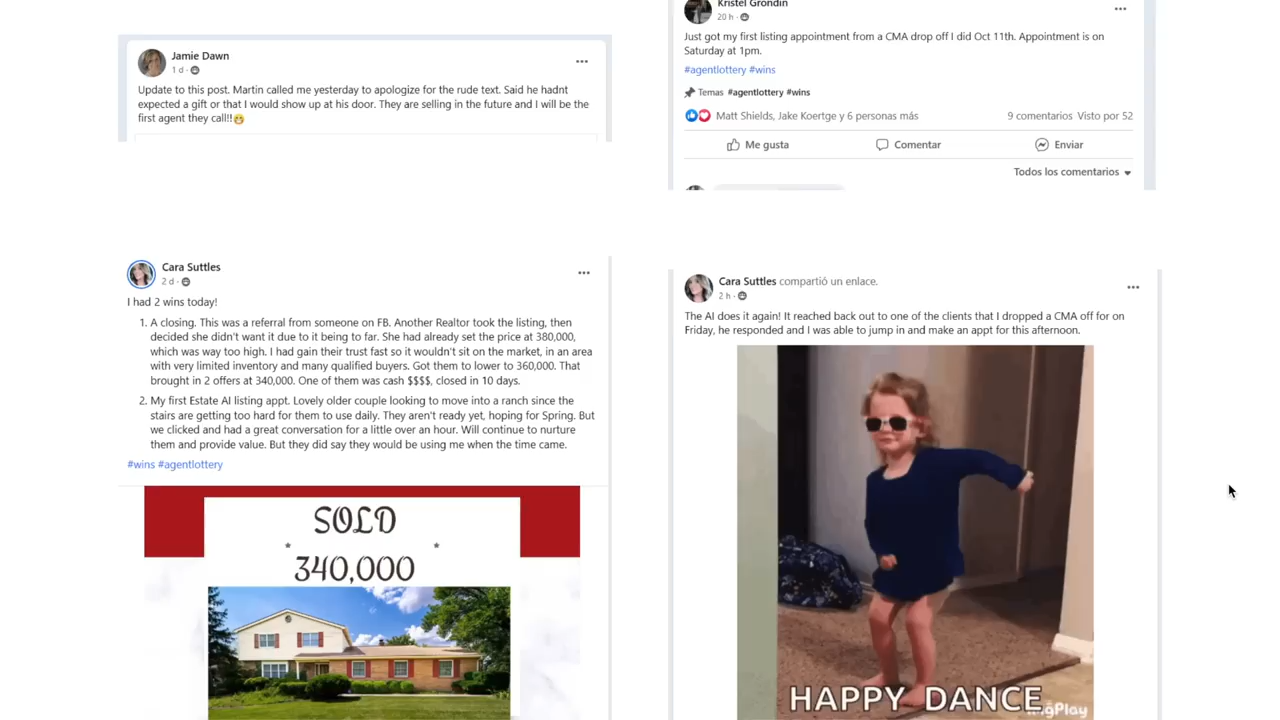 Jamie Dawn
1 d ·
Update to this post. Martin called me yesterday to apologize for the rude text. Said he hadnt
expected a gift or that I would show up at his door. They are selling in the future and I will be the
first agent they call!!
Kristel Grondin
20 h ·
Just got my first listing appointment from a CMA drop off I did Oct 11th. Appointment is on
Saturday at 1pm.
#agentlottery #wins
Temas #agentlottery #wins
Matt Shields, Jake Koertge y 6 personas más 9 comentarios Visto por 52
Me gusta Comentar Enviar
Todos los comentarios
Cara Suttles
2 d ·
I had 2 wins today!
1. A closing. This was a referral from someone on FB. Another Realtor took the listing, then
decided she didn't want it due to it being to far. She had already set the price at 380,000,
which was way too high. I had gain their trust fast so it wouldn't sit on the market, in an area
with very limited inventory and many qualified buyers. Got them to lower to 360,000. That
brought in 2 offers at 340,000. One of them was cash $$$$, closed in 10 days.
2. My first Estate AI listing appt. Lovely older couple looking to move into a ranch since the
stairs are getting too hard for them to use daily. They aren't ready yet, hoping for Spring. But
we clicked and had a great conversation for a little over an hour. Will continue to nurture
them and provide value. But they did say they would be using me when the time came.
#wins #agentlottery
SOLD
340,000
Cara Suttles compartió un enlace.
2 h ·
The AI does it again! It reached back out to one of the clients that I dropped a CMA off for on
Friday, he responded and I was able to jump in and make an appt for this afternoon.
HAPPY DANCE
ImgPlay